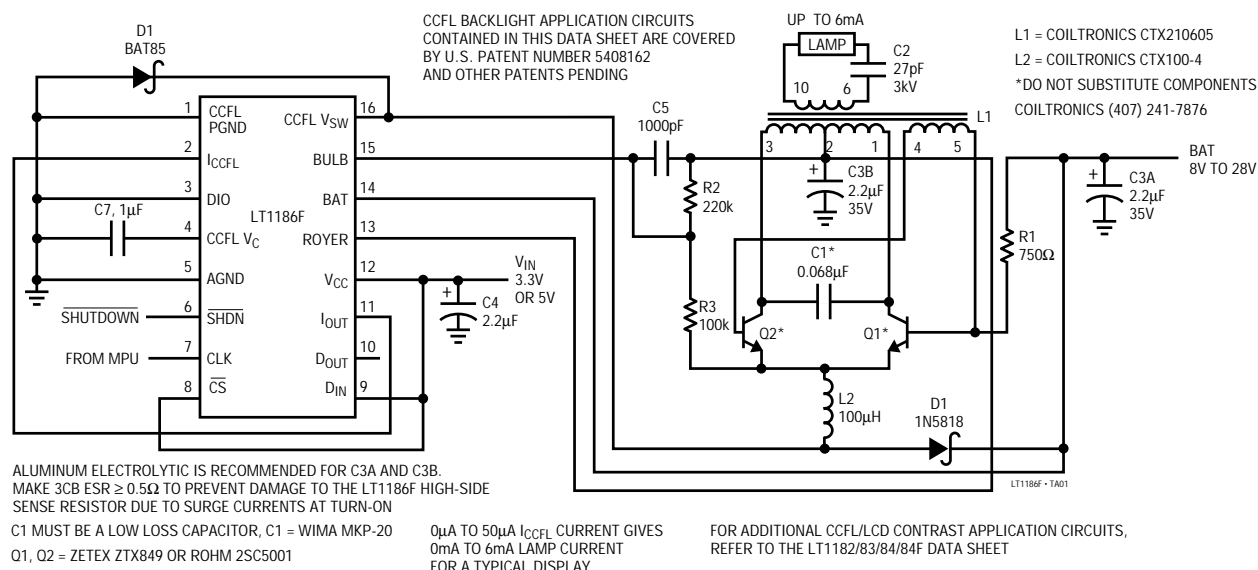 D1
BAT85
CCFL BACKLIGHT APPLICATION CIRCUITS
CONTAINED IN THIS DATA SHEET ARE COVERED
BY U.S. PATENT NUMBER 5408162
AND OTHER PATENTS PENDING
UP TO 6mA
LAMP
C2
27pF
3kV
10
6
L1 = COILTRONICS CTX210605
L2 = COILTRONICS CTX100-4
*DO NOT SUBSTITUTE COMPONENTS
COILTRONICS (407) 241-7876
L1
3
2
1
4
5
C5
1000pF
R2
220k
+
C3B
2.2µF
35V
BAT
8V TO 28V
+
C3A
2.2µF
35V
R1
750Ω
C1*
0.068µF
R3
100k
Q2*
Q1*
L2
100µH
D1
1N5818
LT1186F • TA01
1
CCFL
PGND
CCFL VSW
16
2
ICCFL
BULB
15
3
DIO
BAT
14
C7, 1µF
LT1186F
4
CCFL VC
ROYER
13
5
AGND
VCC
12
VIN
3.3V
OR 5V
+
C4
2.2µF
SHUTDOWN
6
SHDN
IOUT
11
FROM MPU
7
CLK
DOUT
10
8
CS
DIN
9
ALUMINUM ELECTROLYTIC IS RECOMMENDED FOR C3A AND C3B.
MAKE 3CB ESR ≥ 0.5Ω TO PREVENT DAMAGE TO THE LT1186F HIGH-SIDE
SENSE RESISTOR DUE TO SURGE CURRENTS AT TURN-ON
C1 MUST BE A LOW LOSS CAPACITOR, C1 = WIMA MKP-20
Q1, Q2 = ZETEX ZTX849 OR ROHM 2SC5001
0µA TO 50µA ICCFL CURRENT GIVES
0mA TO 6mA LAMP CURRENT
FOR A TYPICAL DISPLAY
FOR ADDITIONAL CCFL/LCD CONTRAST APPLICATION CIRCUITS,
REFER TO THE LT1182/83/84/84F DATA SHEET